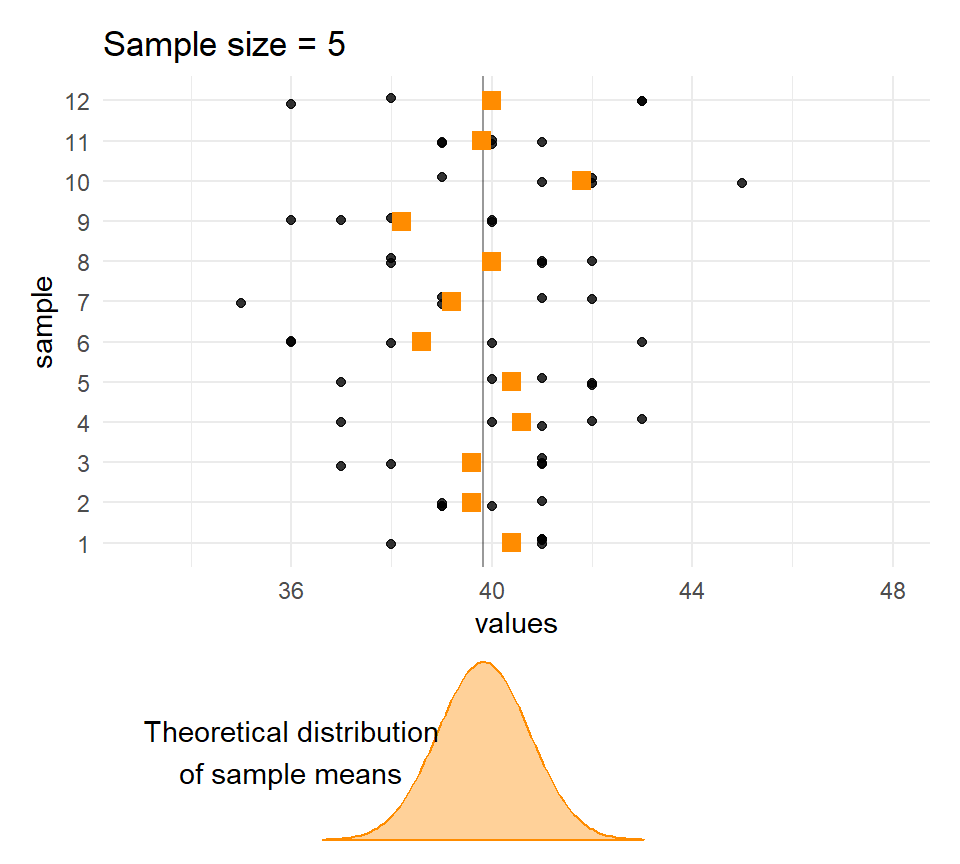 Sample size = 5
12
11
10
9
8
7
6
5
4
3
2
1
sample
36 40 44 48
values
Theoretical distribution
of sample means